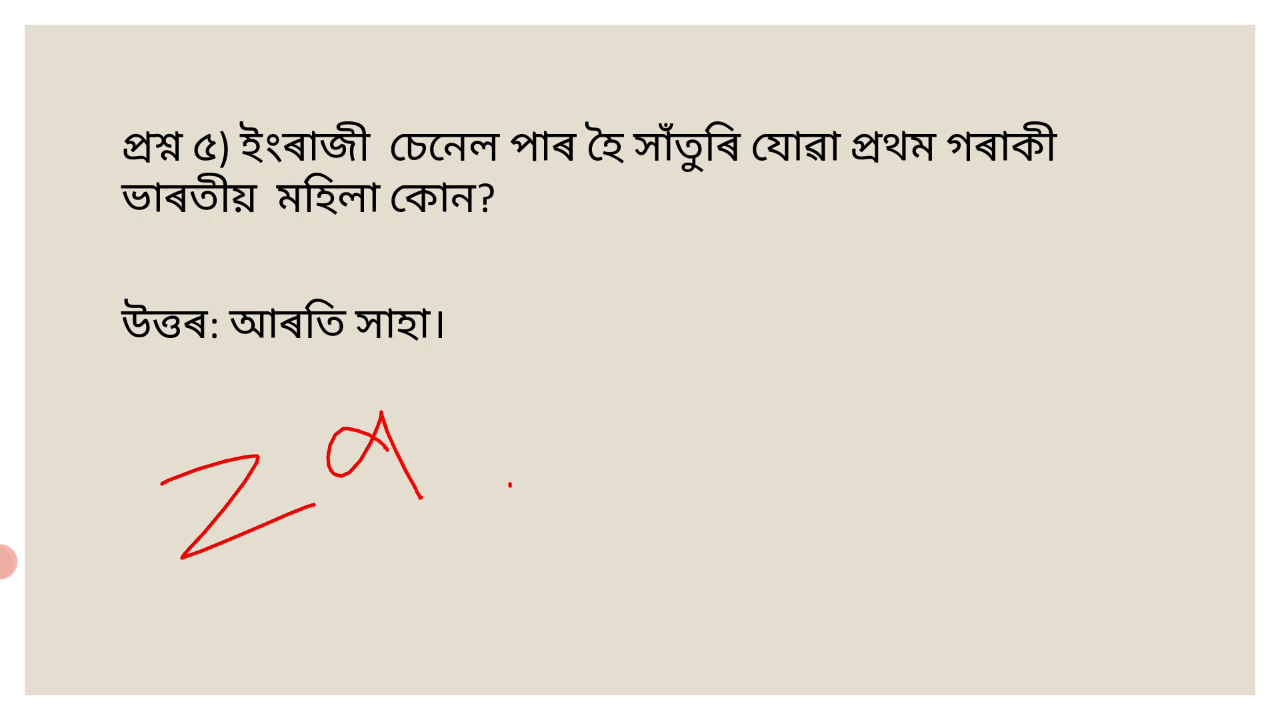 প্ৰশ্ন ৫) ইংৰাজী চেনেল পাৰ হৈ সাঁতুৰি যোৱা প্ৰথম গৰাকী
ভাৰতীয় মহিলা কোন?
উত্তৰ: আৰতি সাহা।